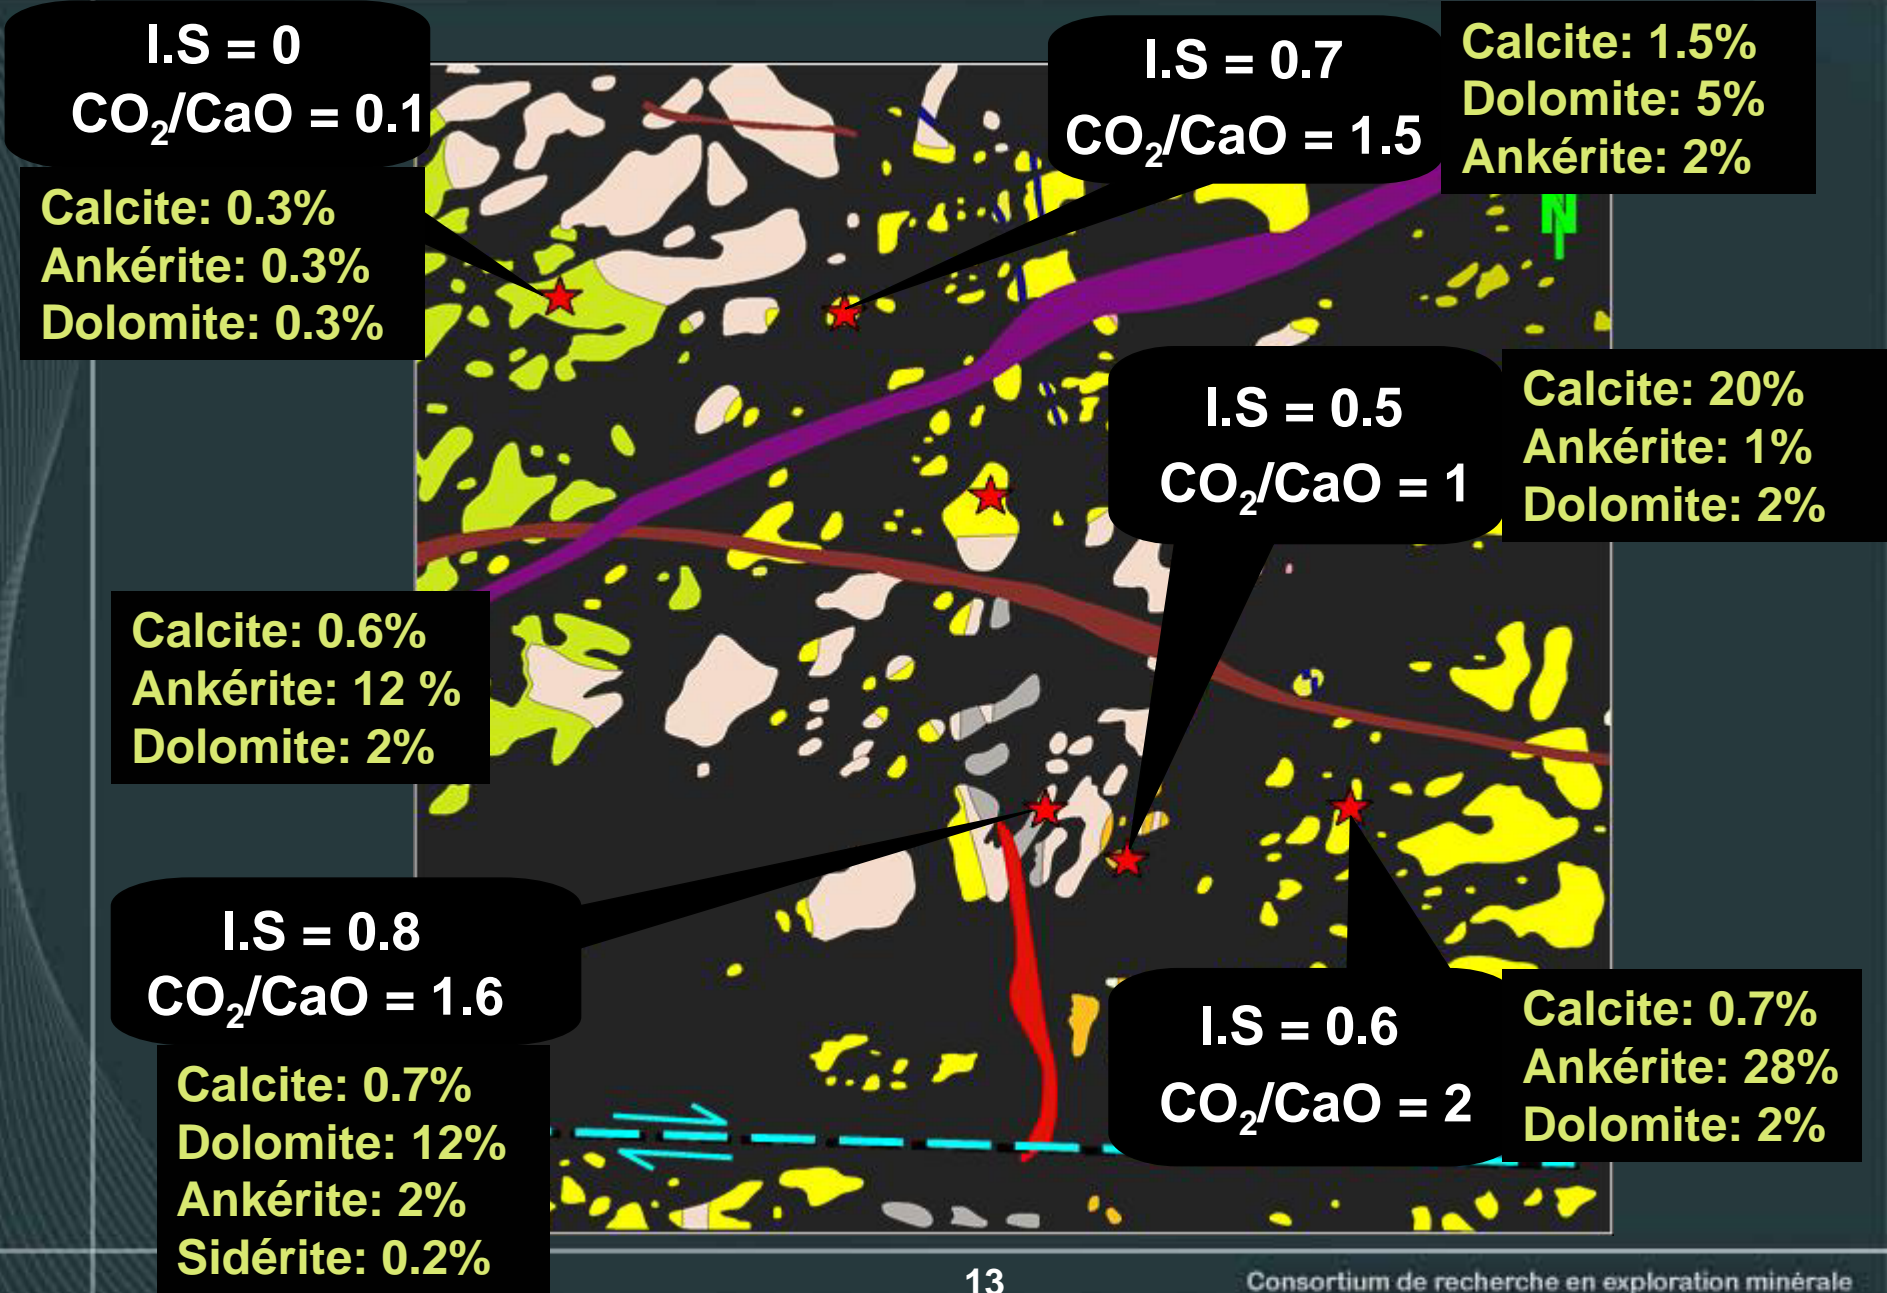 I.S = 0
CO₂/CaO = 0.1
Calcite: 0.3%
Ankérite: 0.3%
Dolomite: 0.3%
I.S = 0.7
CO₂/CaO = 1.5
Calcite: 1.5%
Dolomite: 5%
Ankérite: 2%
N
I.S = 0.5
CO₂/CaO = 1
Calcite: 20%
Ankérite: 1%
Dolomite: 2%
Calcite: 0.6%
Ankérite: 12 %
Dolomite: 2%
I.S = 0.8
CO₂/CaO = 1.6
Calcite: 0.7%
Dolomite: 12%
Ankérite: 2%
Sidérite: 0.2%
I.S = 0.6
CO₂/CaO = 2
Calcite: 0.7%
Ankérite: 28%
Dolomite: 2%
13
Consortium de recherche en exploration minérale